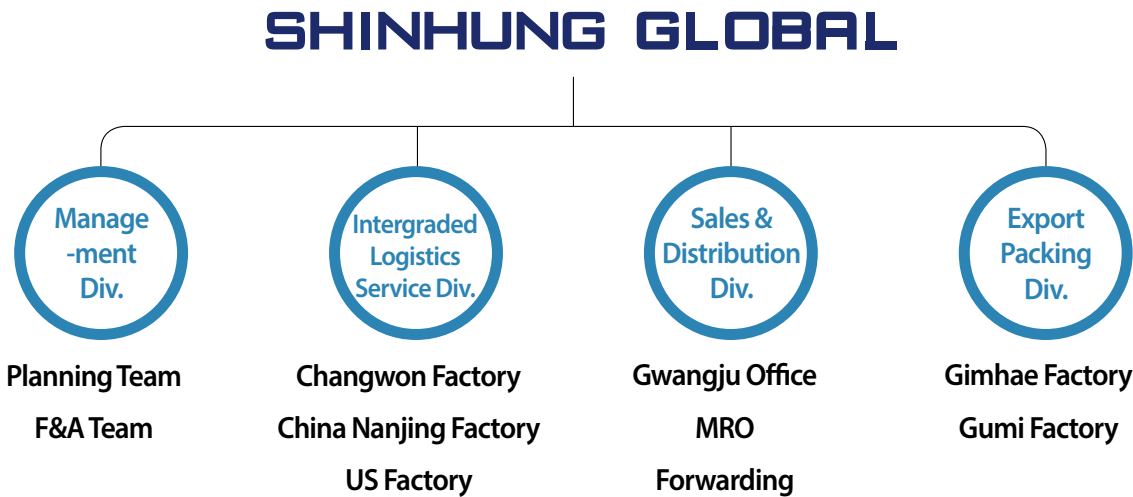 SHINHUNG GLOBAL
Manage
-ment
Div.
Intergraded
Logistics
Service Div.
Sales &
Distribution
Div.
Export
Packing
Div.
Planning Team
F&A Team
Changwon Factory
China Nanjing Factory
US Factory
Gwangju Office
MRO
Forwarding
Gimhae Factory
Gumi Factory